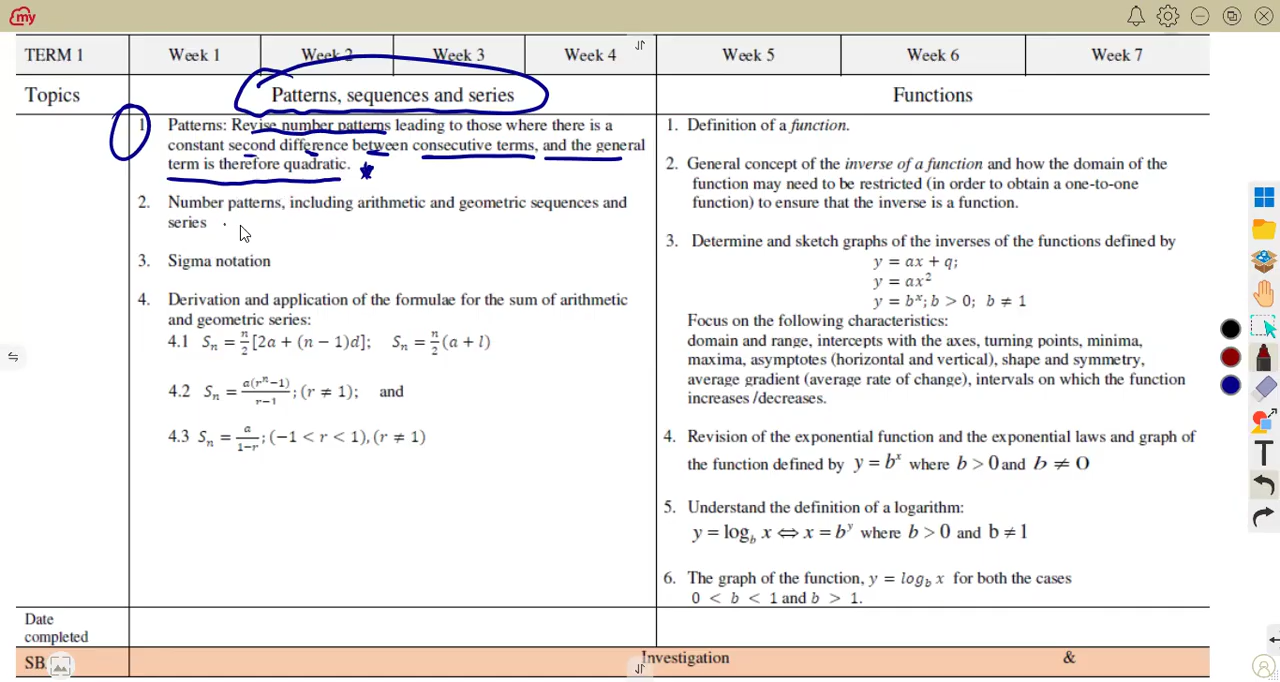 my
TERM 1 Week 1 Week 2 Week 3 Week 4 Week 5 Week 6 Week 7
Topics Patterns, sequences and series Functions
1. Patterns: Revise number patterns leading to those where there is a
constant second difference between consecutive terms, and the general
term is therefore quadratic.
2. Number patterns, including arithmetic and geometric sequences and
series
3. Sigma notation
4. Derivation and application of the formulae for the sum of arithmetic
and geometric series:
4.1 Sₙ = n/2 [2a + (n − 1)d]; Sₙ = n/2 (a + l)
4.2 Sₙ = a(rⁿ−1)/r−1 ; (r ≠ 1); and
4.3 Sₙ = a/1−r ; (−1 < r < 1), (r ≠ 1)
1. Definition of a function.
2. General concept of the inverse of a function and how the domain of the
function may need to be restricted (in order to obtain a one-to-one
function) to ensure that the inverse is a function.
3. Determine and sketch graphs of the inverses of the functions defined by
y = ax + q;
y = ax²
y = bˣ; b > 0; b ≠ 1
Focus on the following characteristics:
domain and range, intercepts with the axes, turning points, minima,
maxima, asymptotes (horizontal and vertical), shape and symmetry,
average gradient (average rate of change), intervals on which the function
increases /decreases.
4. Revision of the exponential function and the exponential laws and graph of
the function defined by y = bˣ where b > 0 and b ≠ 0
5. Understand the definition of a logarithm:
y = log_b x ⇔ x = bʸ where b > 0 and b ≠ 1
6. The graph of the function, y = log_b x for both the cases
0 < b < 1 and b > 1.
Date
completed
SB Investigation &
T